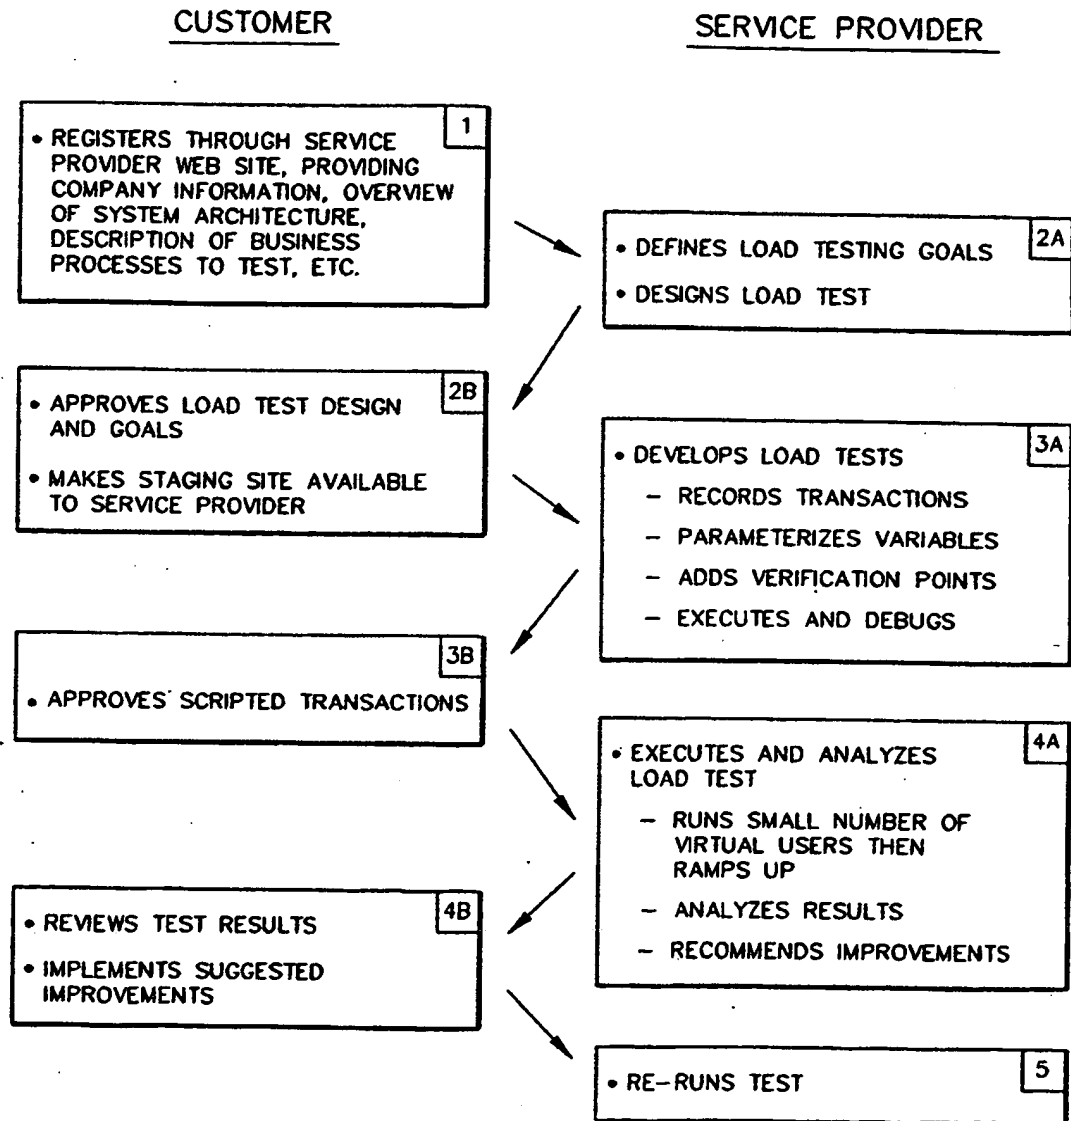 CUSTOMER
SERVICE PROVIDER
1
• REGISTERS THROUGH SERVICE
PROVIDER WEB SITE, PROVIDING
COMPANY INFORMATION, OVERVIEW
OF SYSTEM ARCHITECTURE,
DESCRIPTION OF BUSINESS
PROCESSES TO TEST, ETC.
2A
• DEFINES LOAD TESTING GOALS
• DESIGNS LOAD TEST
2B
• APPROVES LOAD TEST DESIGN
AND GOALS
• MAKES STAGING SITE AVAILABLE
TO SERVICE PROVIDER
3A
• DEVELOPS LOAD TESTS
– RECORDS TRANSACTIONS
– PARAMETERIZES VARIABLES
– ADDS VERIFICATION POINTS
– EXECUTES AND DEBUGS
3B
• APPROVES SCRIPTED TRANSACTIONS
4A
• EXECUTES AND ANALYZES
LOAD TEST
– RUNS SMALL NUMBER OF
VIRTUAL USERS THEN
RAMPS UP
– ANALYZES RESULTS
– RECOMMENDS IMPROVEMENTS
4B
• REVIEWS TEST RESULTS
• IMPLEMENTS SUGGESTED
IMPROVEMENTS
5
• RE-RUNS TEST